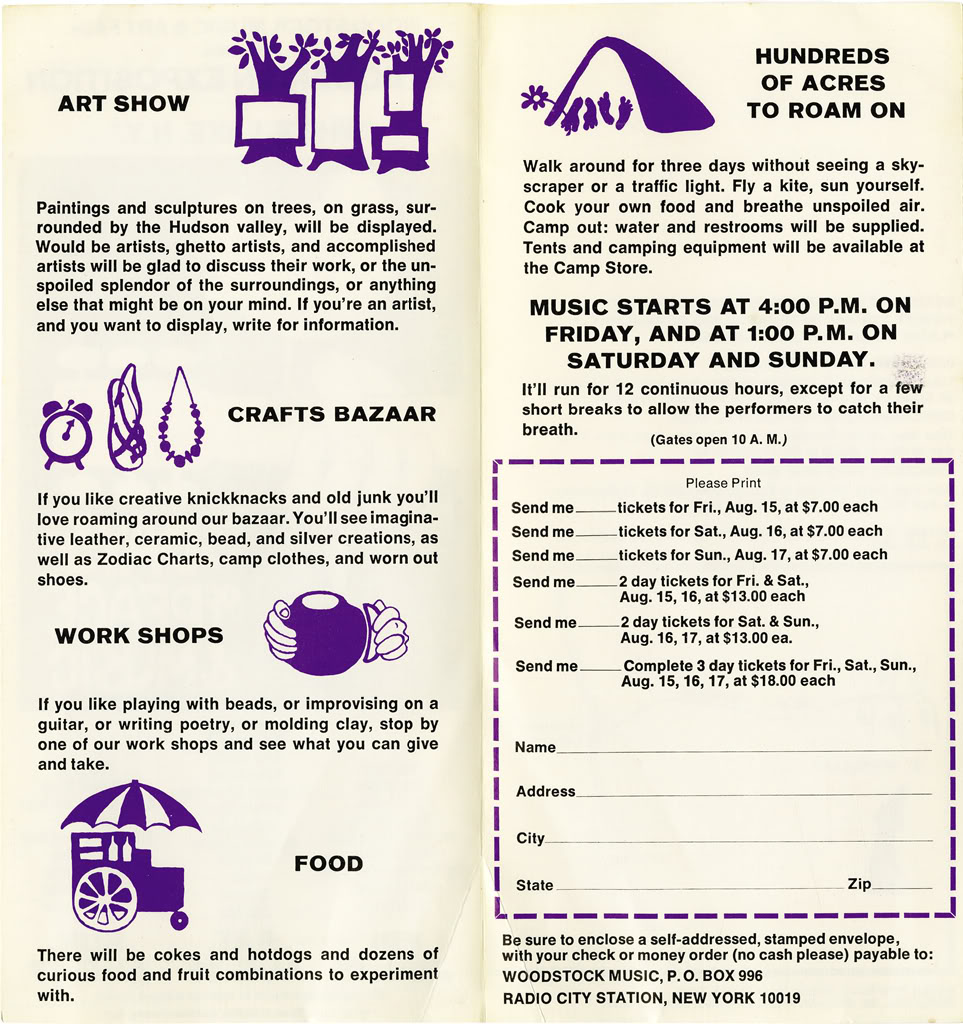 ART SHOW
Paintings and sculptures on trees, on grass, sur-
rounded by the Hudson valley, will be displayed.
Would be artists, ghetto artists, and accomplished
artists will be glad to discuss their work, or the un-
spoiled splendor of the surroundings, or anything
else that might be on your mind. If you're an artist,
and you want to display, write for information.
CRAFTS BAZAAR
If you like creative knickknacks and old junk you'll
love roaming around our bazaar. You'll see imagina-
tive leather, ceramic, bead, and silver creations, as
well as Zodiac Charts, camp clothes, and worn out
shoes.
WORK SHOPS
If you like playing with beads, or improvising on a
guitar, or writing poetry, or molding clay, stop by
one of our work shops and see what you can give
and take.
FOOD
There will be cokes and hotdogs and dozens of
curious food and fruit combinations to experiment
with.
HUNDREDS
OF ACRES
TO ROAM ON
Walk around for three days without seeing a sky-
scraper or a traffic light. Fly a kite, sun yourself.
Cook your own food and breathe unspoiled air.
Camp out: water and restrooms will be supplied.
Tents and camping equipment will be available at
the Camp Store.
MUSIC STARTS AT 4:00 P.M. ON
FRIDAY, AND AT 1:00 P.M. ON
SATURDAY AND SUNDAY.
It'll run for 12 continuous hours, except for a few
short breaks to allow the performers to catch their
breath.
(Gates open 10 A. M.)
Please Print
Send me______tickets for Fri., Aug. 15, at $7.00 each
Send me______tickets for Sat., Aug. 16, at $7.00 each
Send me______tickets for Sun., Aug. 17, at $7.00 each
Send me______2 day tickets for Fri. & Sat.,
Aug. 15, 16, at $13.00 each
Send me______2 day tickets for Sat. & Sun.,
Aug. 16, 17, at $13.00 ea.
Send me______Complete 3 day tickets for Fri., Sat., Sun.,
Aug. 15, 16, 17, at $18.00 each
Name
Address
City
State Zip
Be sure to enclose a self-addressed, stamped envelope,
with your check or money order (no cash please) payable to:
WOODSTOCK MUSIC, P.O. BOX 996
RADIO CITY STATION, NEW YORK 10019